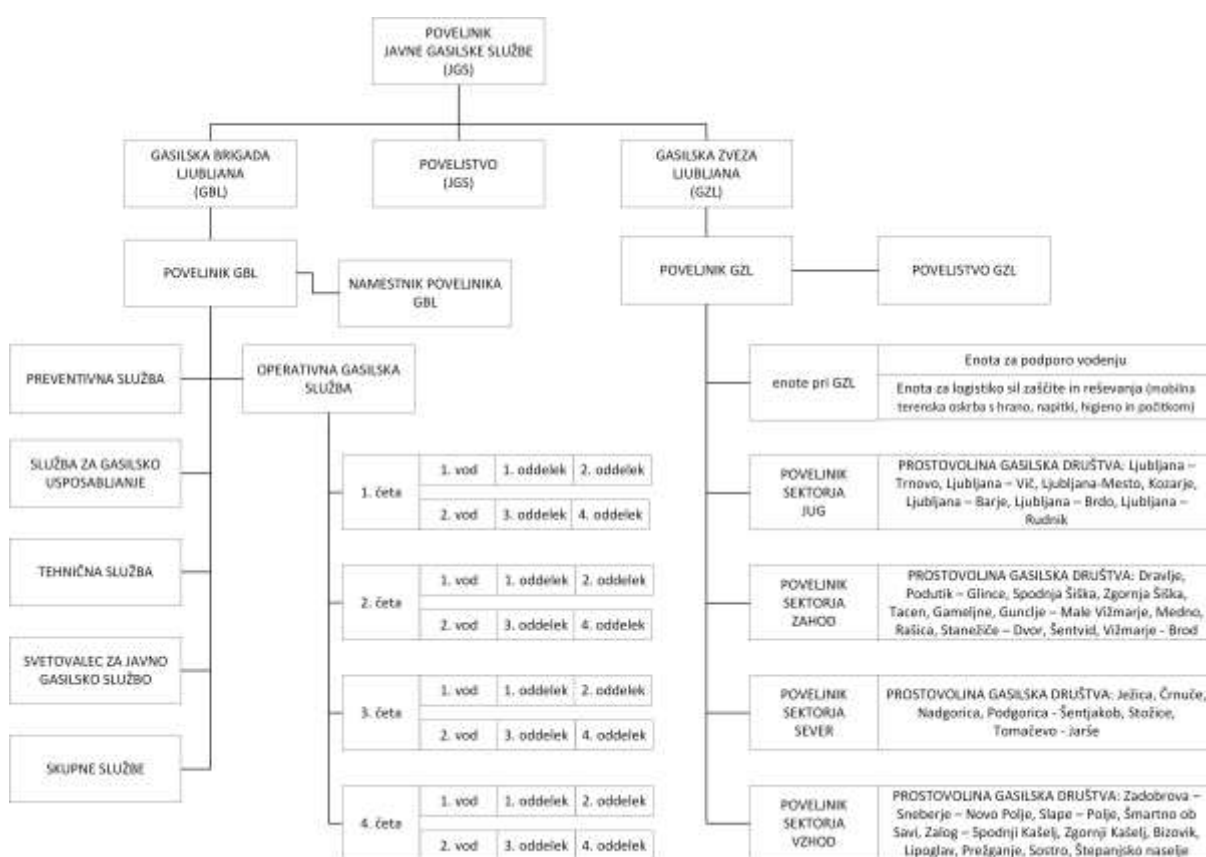 POVELJNIK
JAVNE GASILSKE SLUŽBE
(JGS)
GASILSKA BRIGADA
LJUBLJANA
(GBL)
POVELJSTVO
(JGS)
GASILSKA ZVEZA
LJUBLJANA
(GZL)
POVELJNIK GBL
NAMESTNIK POVELJNIKA
GBL
POVELJNIK GZL
POVELJSTVO GZL
PREVENTIVNA SLUŽBA
SLUŽBA ZA GASILSKO
USPOSABLJANJE
TEHNIČNA SLUŽBA
SVETOVALEC ZA JAVNO
GASILSKO SLUŽBO
SKUPNE SLUŽBE
OPERATIVNA GASILSKA
SLUŽBA
1. četa
1. vod 1. oddelek 2. oddelek
2. vod 3. oddelek 4. oddelek
2. četa
1. vod 1. oddelek 2. oddelek
2. vod 3. oddelek 4. oddelek
3. četa
1. vod 1. oddelek 2. oddelek
2. vod 3. oddelek 4. oddelek
4. četa
1. vod 1. oddelek 2. oddelek
2. vod 3. oddelek 4. oddelek
enote pri GZL
Enota za podporo vodenju
Enota za logistiko sil zaščite in reševanja (mobilna
terenska oskrba s hrano, napitki, higieno in počitkom)
POVELJNIK
SEKTORJA
JUG
PROSTOVOLJNA GASILSKA DRUŠTVA: Ljubljana –
Trnovo, Ljubljana – Vič, Ljubljana-Mesto, Kozarje,
Ljubljana – Barje, Ljubljana – Brdo, Ljubljana –
Rudnik
POVELJNIK
SEKTORJA
ZAHOD
PROSTOVOLJNA GASILSKA DRUŠTVA: Dravlje,
Podutik – Glince, Spodnja Šiška, Zgornja Šiška,
Tacen, Gameljne, Gunclje – Male Vižmarje, Medno,
Rašica, Stanežiče – Dvor, Šentvid, Vižmarje - Brod
POVELJNIK
SEKTORJA
SEVER
PROSTOVOLJNA GASILSKA DRUŠTVA: Ježica, Črnuče,
Nadgorica, Podgorica - Šentjakob, Stožice,
Tomačevo - Jarše
POVELJNIK
SEKTORJA
VZHOD
PROSTOVOLJNA GASILSKA DRUŠTVA: Zadobrova –
Sneberje – Novo Polje, Slape – Polje, Šmartno ob
Savi, Zalog – Spodnji Kašelj, Zgornji Kašelj, Bizovik,
Lipoglav, Prežganje, Sostro, Štepanjsko naselje